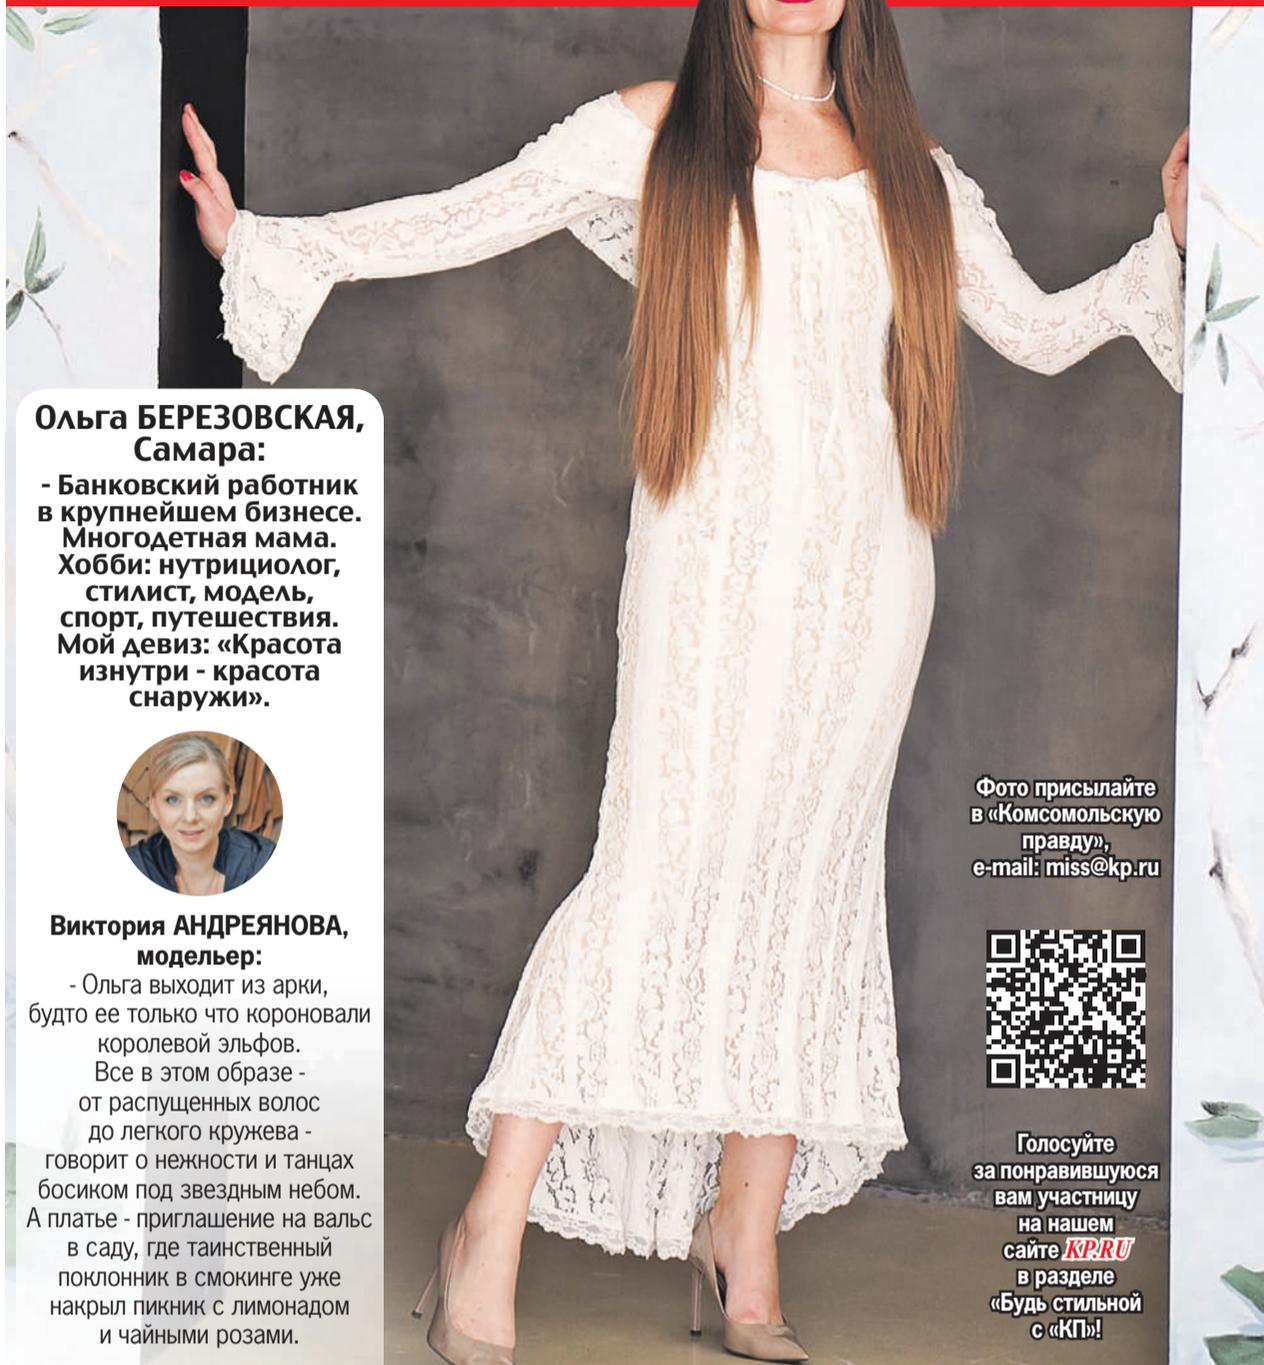 Ольга БЕРЕЗОВСКАЯ,
Самара:
- Банковский работник
в крупнейшем бизнесе.
Многодетная мама.
Хобби: нутрициолог,
стилист, модель,
спорт, путешествия.
Мой девиз: «Красота
изнутри - красота
снаружи».
Виктория АНДРЕЯНОВА,
модельер:
- Ольга выходит из арки,
будто ее только что короновали
королевой эльфов.
Все в этом образе -
от распущенных волос
до легкого кружева -
говорит о нежности и танцах
босиком под звездным небом.
А платье - приглашение на вальс
в саду, где таинственный
поклонник в смокинге уже
накрыл пикник с лимонадом
и чайными розами.
Фото присылайте
в «Комсомольскую
правду»,
e-mail: miss@kp.ru
Голосуйте
за понравившуюся
вам участницу
на нашем
сайте KP.RU
в разделе
«Будь стильной
с «КП»!